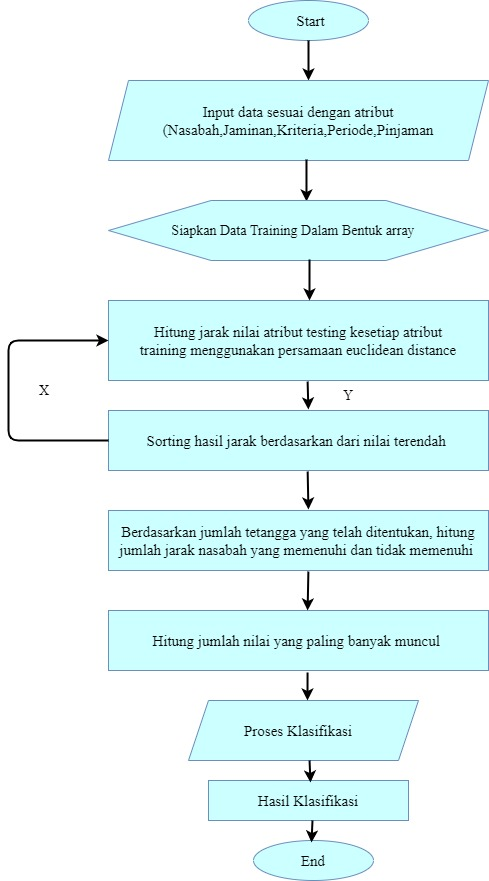 Start
Input data sesuai dengan atribut
(Nasabah,Jaminan,Kriteria,Periode,Pinjaman
Siapkan Data Training Dalam Bentuk array
Hitung jarak nilai atribut testing kesetiap atribut
training menggunakan persamaan euclidean distance
X
Y
Sorting hasil jarak berdasarkan dari nilai terendah
Berdasarkan jumlah tetangga yang telah ditentukan, hitung
jumlah jarak nasabah yang memenuhi dan tidak memenuhi
Hitung jumlah nilai yang paling banyak muncul
Proses Klasifikasi
Hasil Klasifikasi
End